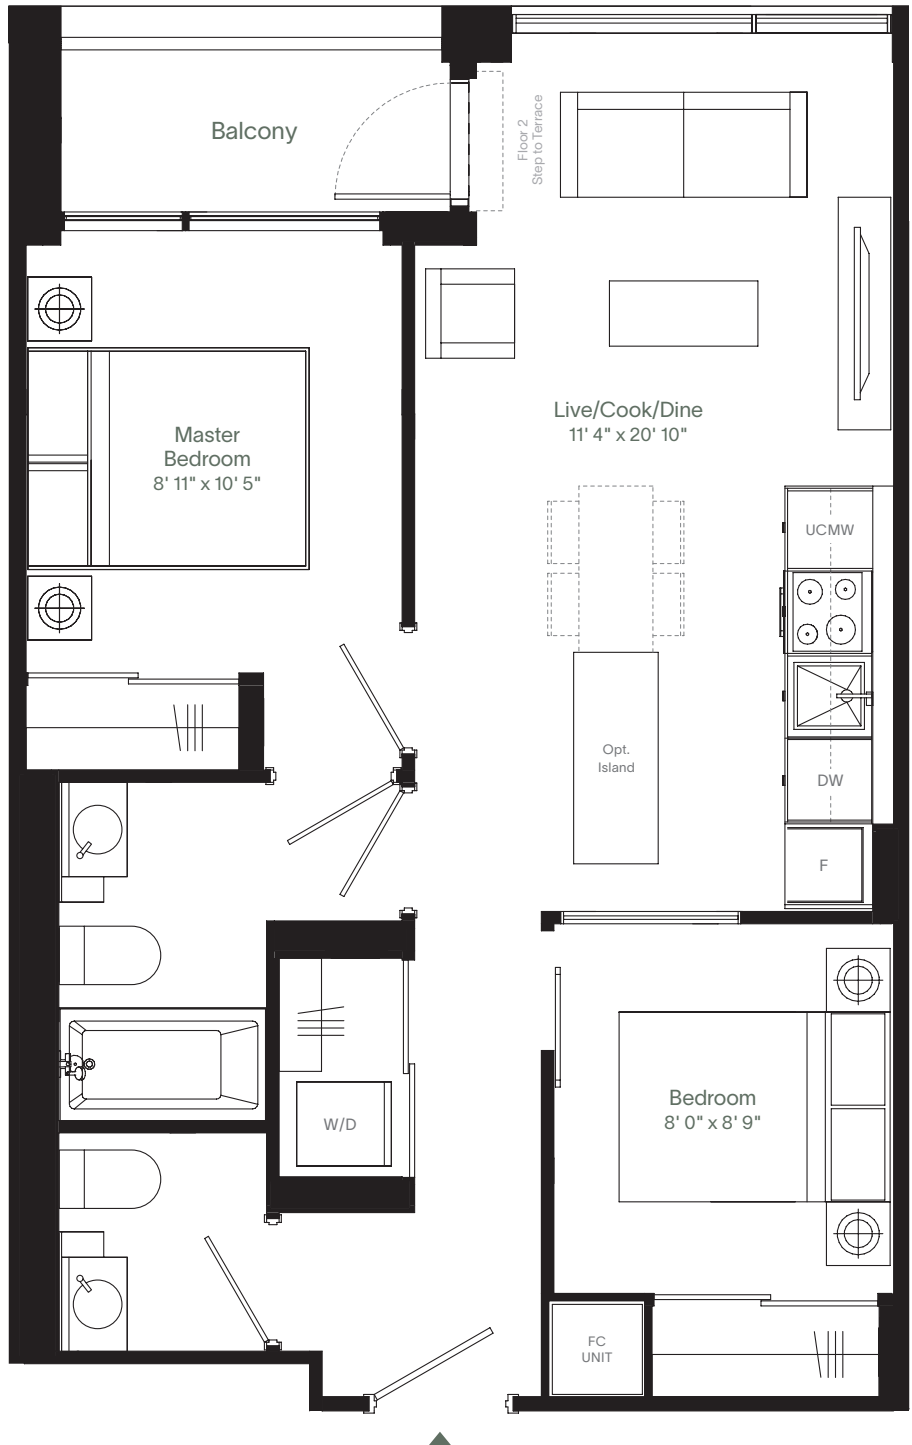 Balcony
Floor 2
Step to Terrace
Live/Cook/Dine
11' 4" x 20' 10"
Master
Bedroom
8' 11" x 10' 5"
UCMW
Opt.
Island
DW
F
W/D
Bedroom
8' 0" x 8' 9"
FC
UNIT